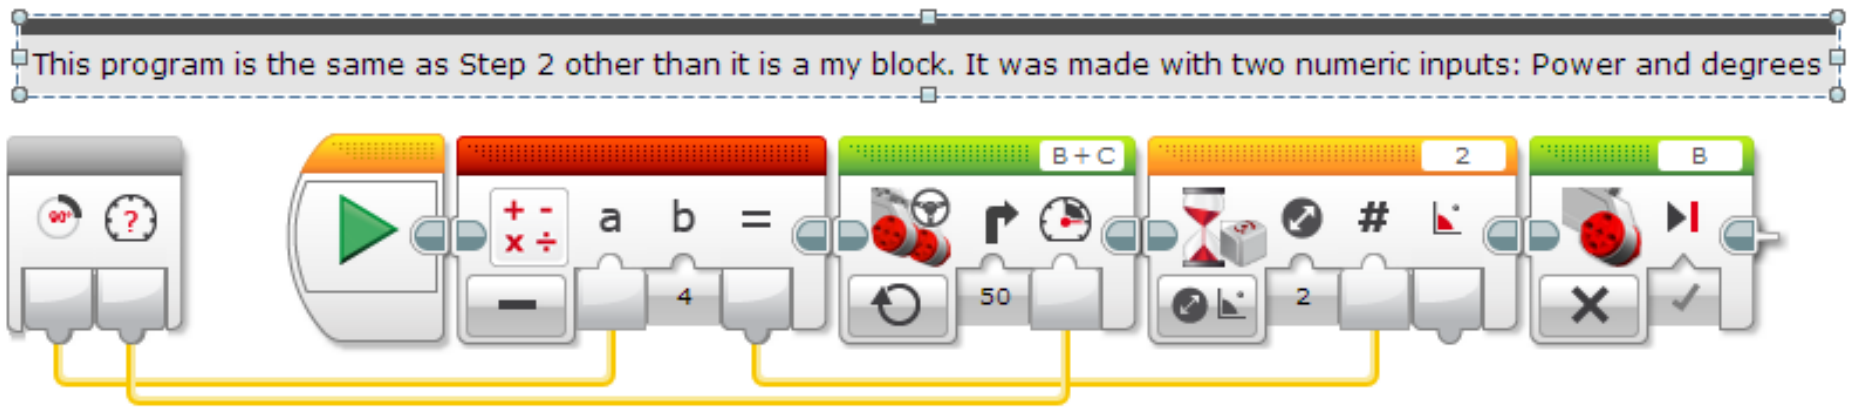 This program is the same as Step 2 other than it is a my block. It was made with two numeric inputs: Power and degrees
B + C
2
B
90°
?
+ -
x ÷
a
b
=
#
4
50
2